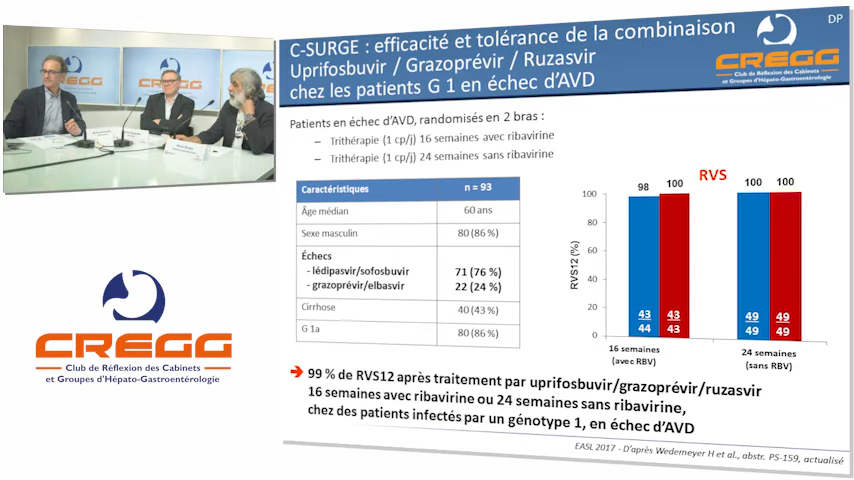 CREGG
CREGG
CREGG
Club de Réflexion des Cabinets
et Groupes d'Hépato-Gastroentérologie
DP
C-SURGE : efficacité et tolérance de la combinaison
Uprifosbuvir / Grazoprévir / Ruzasvir
chez les patients G 1 en échec d'AVD
CREGG
Club de Réflexion des Cabinets
et Groupes d'Hépato-Gastroentérologie
Patients en échec d'AVD, randomisés en 2 bras :
– Trithérapie (1 cp/j) 16 semaines avec ribavirine
– Trithérapie (1 cp/j) 24 semaines sans ribavirine
Caractéristiques n = 93
Âge médian 60 ans
Sexe masculin 80 (86 %)
Échecs
- lédipasvir/sofosbuvir 71 (76 %)
- grazoprévir/elbasvir 22 (24 %)
Cirrhose 40 (43 %)
G 1a 80 (86 %)
RVS
RVS12 (%)
100
80
60
40
20
0
98 100 100 100
43 43 49 49
44 43 49 49
16 semaines
(avec RBV)
24 semaines
(sans RBV)
➔ 99 % de RVS12 après traitement par uprifosbuvir/grazoprévir/ruzasvir
16 semaines avec ribavirine ou 24 semaines sans ribavirine,
chez des patients infectés par un génotype 1, en échec d'AVD
EASL 2017 - D'après Wedemeyer H et al., abstr. PS-159, actualisé